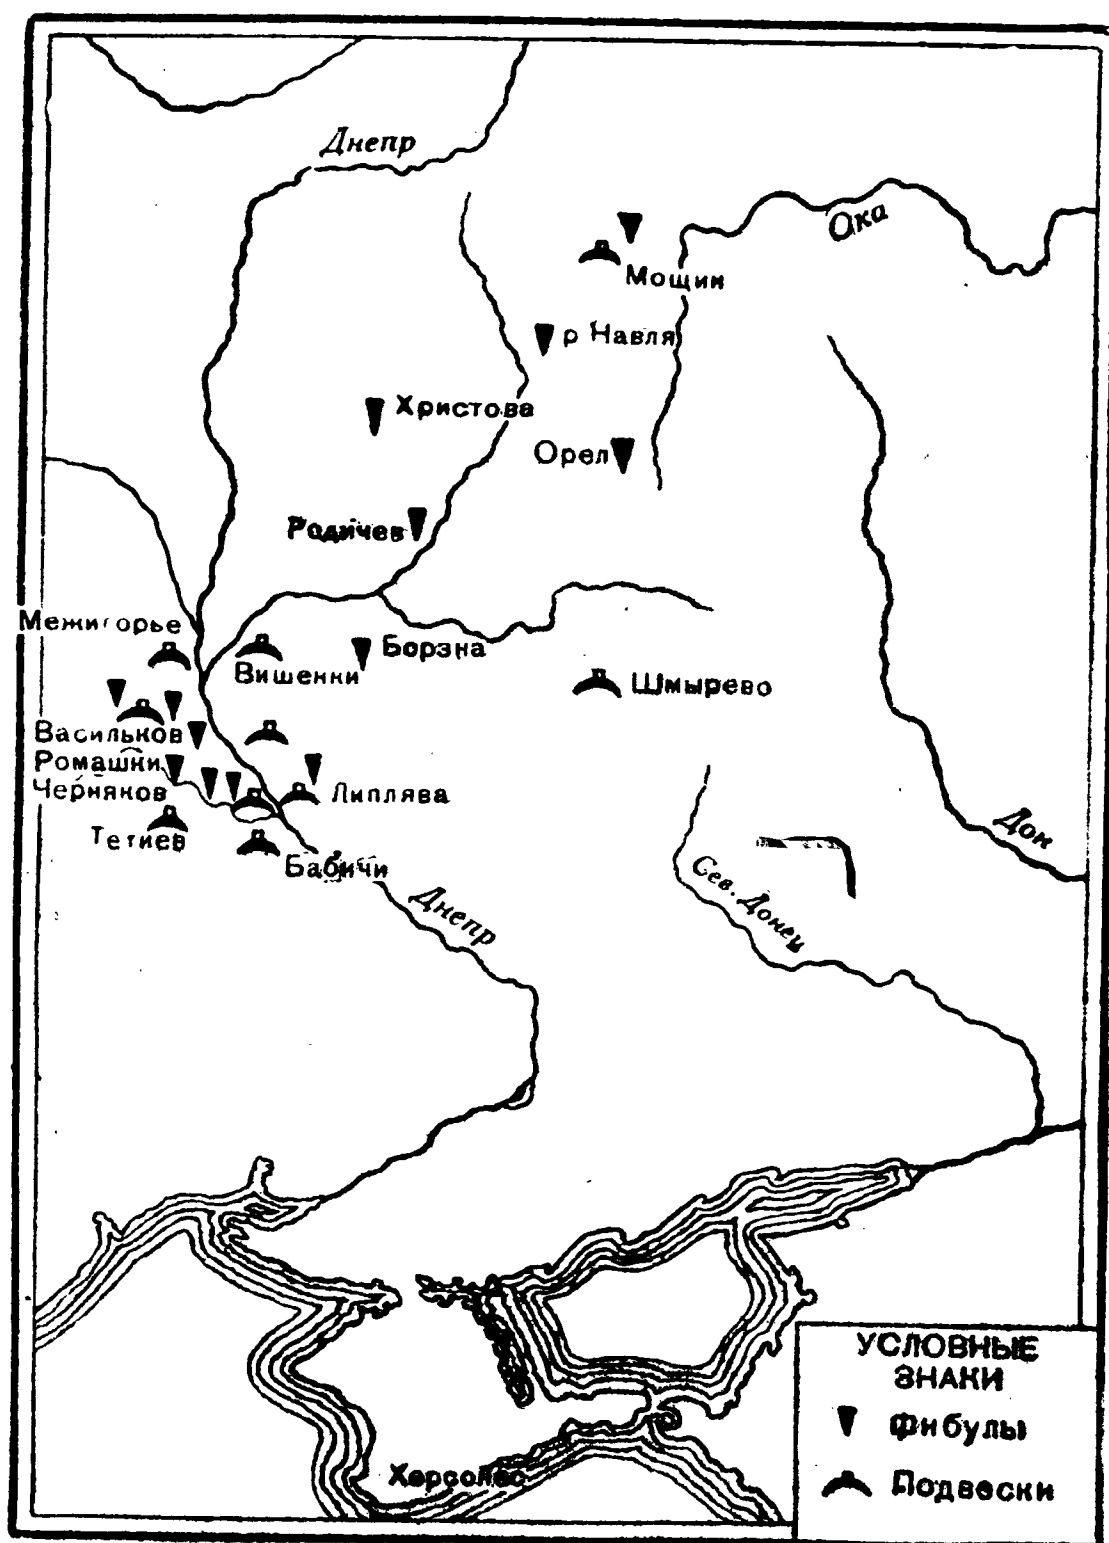 Днепр
Ока
Мощин
р Навля
Христова
Орел
Родичев
Межигорье
Вишенки
Борзна
Шмырево
Васильков
Ромашки
Черняков
Липлява
Тетиев
Бабичи
Дон
Сев. Донец
Днепр
Херсонес
УСЛОВНЫЕ
ЗНАКИ
Фибулы
Подвески